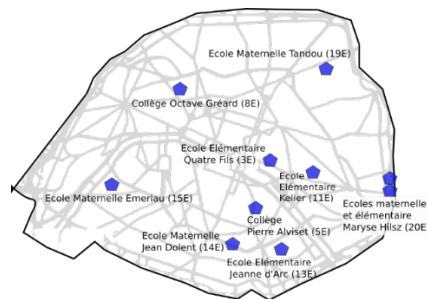 Ecole Maternelle Tandou (19E)
Collège Octave Gréard (8E)
Ecole Elémentaire
Quatre Fils (3E)
Ecole
Elémentaire
Keller (11E)
Ecole Maternelle Emeriau (15E)
Ecoles maternelle
et élémentaire
Maryse Hilsz (20E)
Collège
Pierre Alviset (5E)
Ecole Maternelle
Jean Dolent (14E)
Ecole Elémentaire
Jeanne d'Arc (13E)